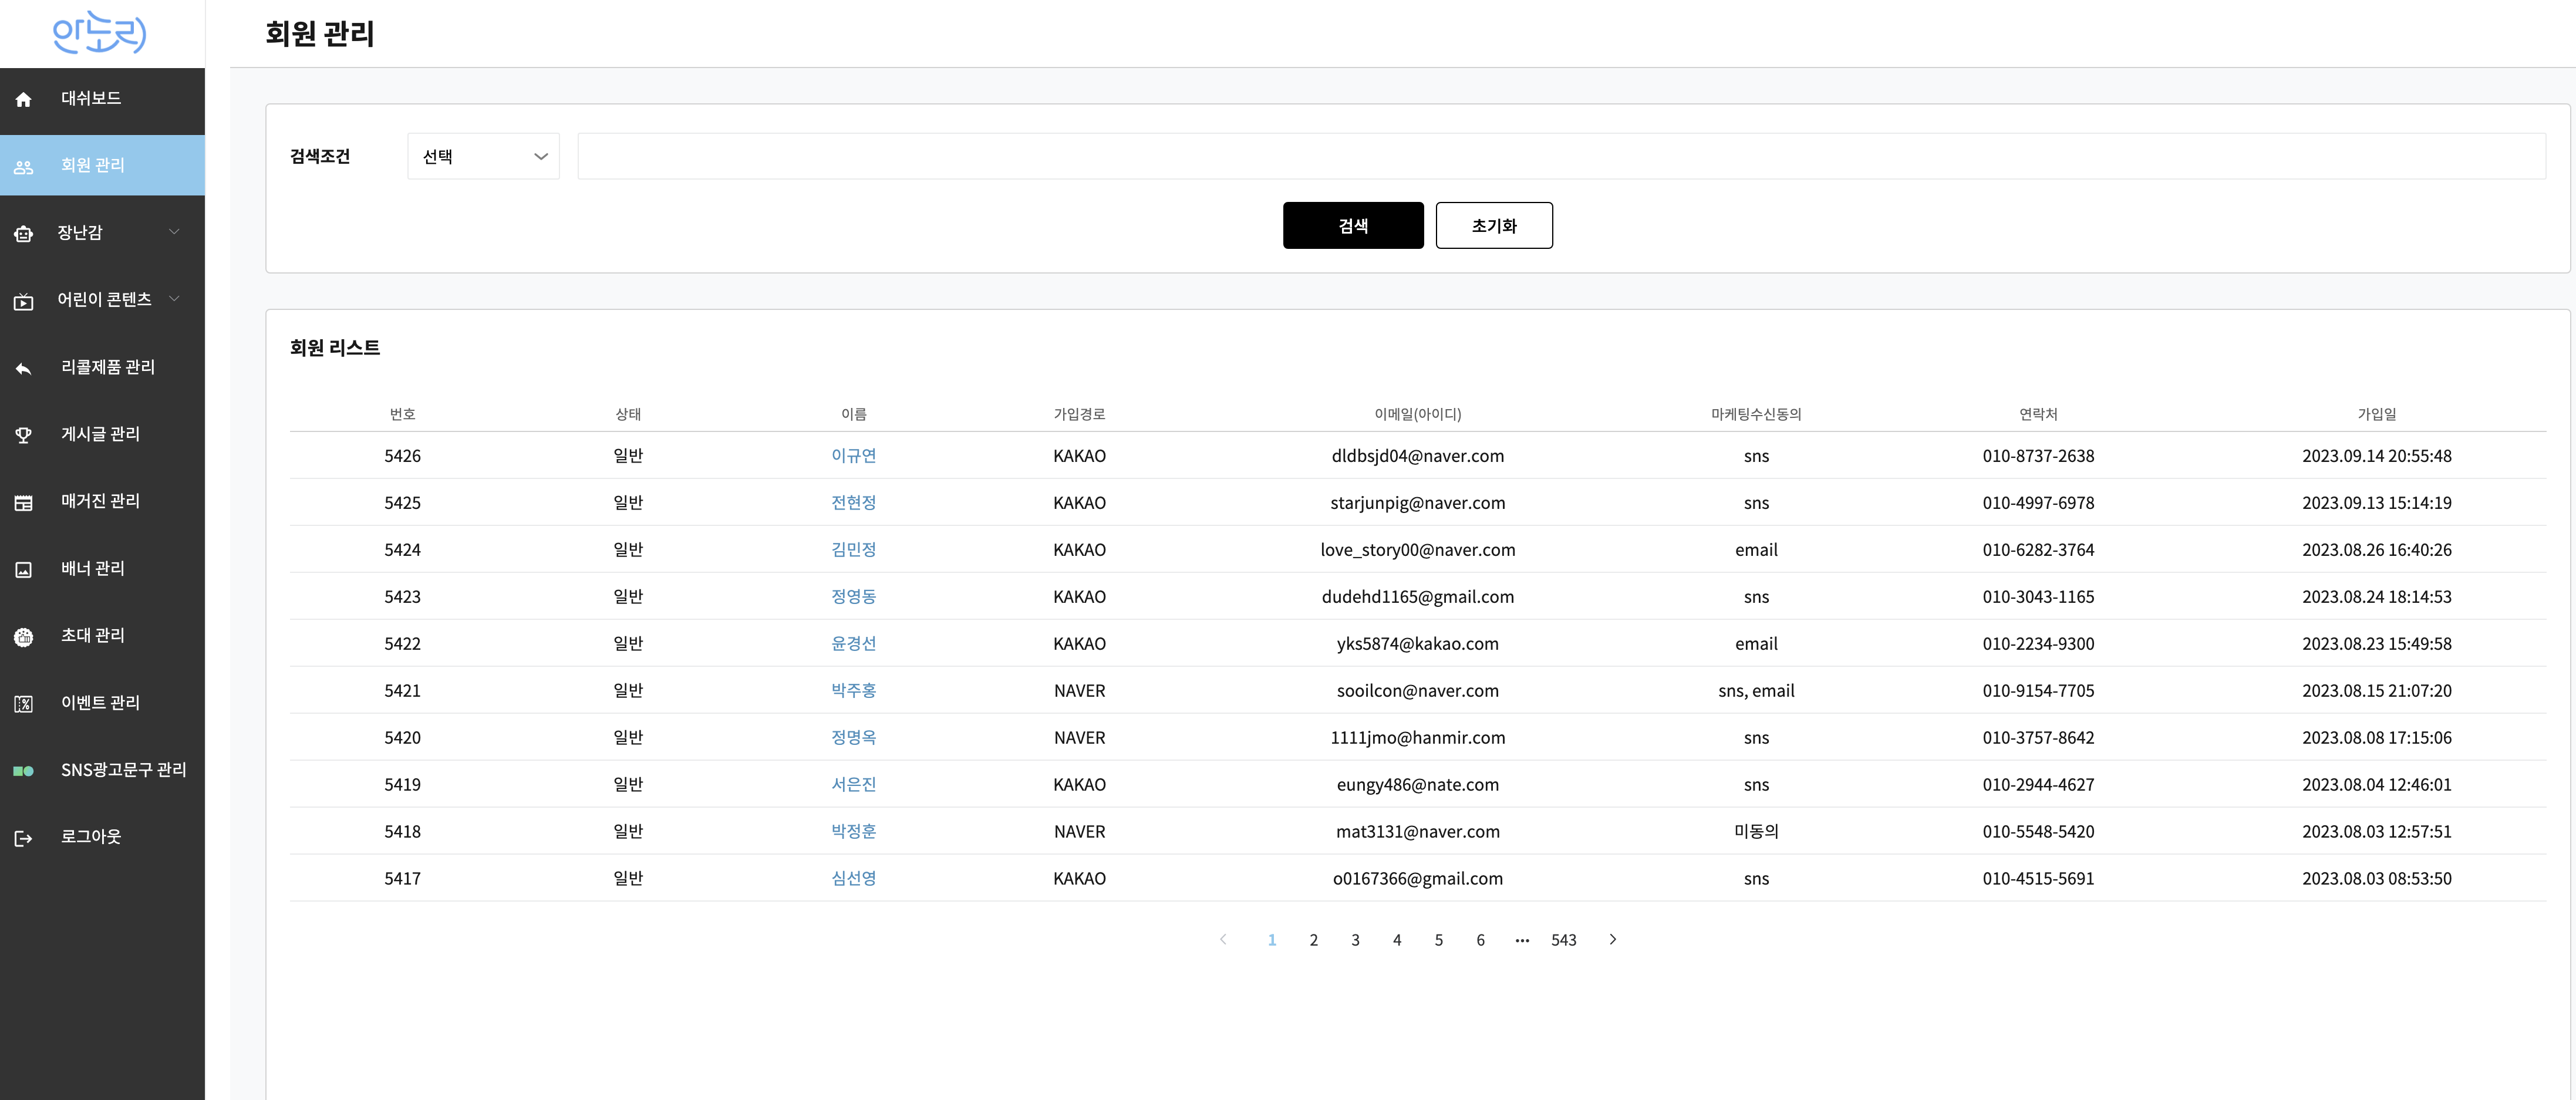 안노리
회원 관리
대쉬보드
회원 관리
장난감
어린이 콘텐츠
리콜제품 관리
게시글 관리
매거진 관리
배너 관리
초대 관리
이벤트 관리
SNS광고문구 관리
로그아웃
검색조건 선택
검색 초기화
회원 리스트
번호 상태 이름 가입경로 이메일(아이디) 마케팅수신동의 연락처 가입일
5426 일반 이규연 KAKAO dldbsjd04@naver.com sns 010-8737-2638 2023.09.14 20:55:48
5425 일반 전현정 KAKAO starjunpig@naver.com sns 010-4997-6978 2023.09.13 15:14:19
5424 일반 김민정 KAKAO love_story00@naver.com email 010-6282-3764 2023.08.26 16:40:26
5423 일반 정영동 KAKAO dudehd1165@gmail.com sns 010-3043-1165 2023.08.24 18:14:53
5422 일반 윤경선 KAKAO yks5874@kakao.com email 010-2234-9300 2023.08.23 15:49:58
5421 일반 박주홍 NAVER sooilcon@naver.com sns, email 010-9154-7705 2023.08.15 21:07:20
5420 일반 정명옥 NAVER 1111jmo@hanmir.com sns 010-3757-8642 2023.08.08 17:15:06
5419 일반 서은진 KAKAO eungy486@nate.com sns 010-2944-4627 2023.08.04 12:46:01
5418 일반 박정훈 NAVER mat3131@naver.com 미동의 010-5548-5420 2023.08.03 12:57:51
5417 일반 심선영 KAKAO o0167366@gmail.com sns 010-4515-5691 2023.08.03 08:53:50
1 2 3 4 5 6 ••• 543